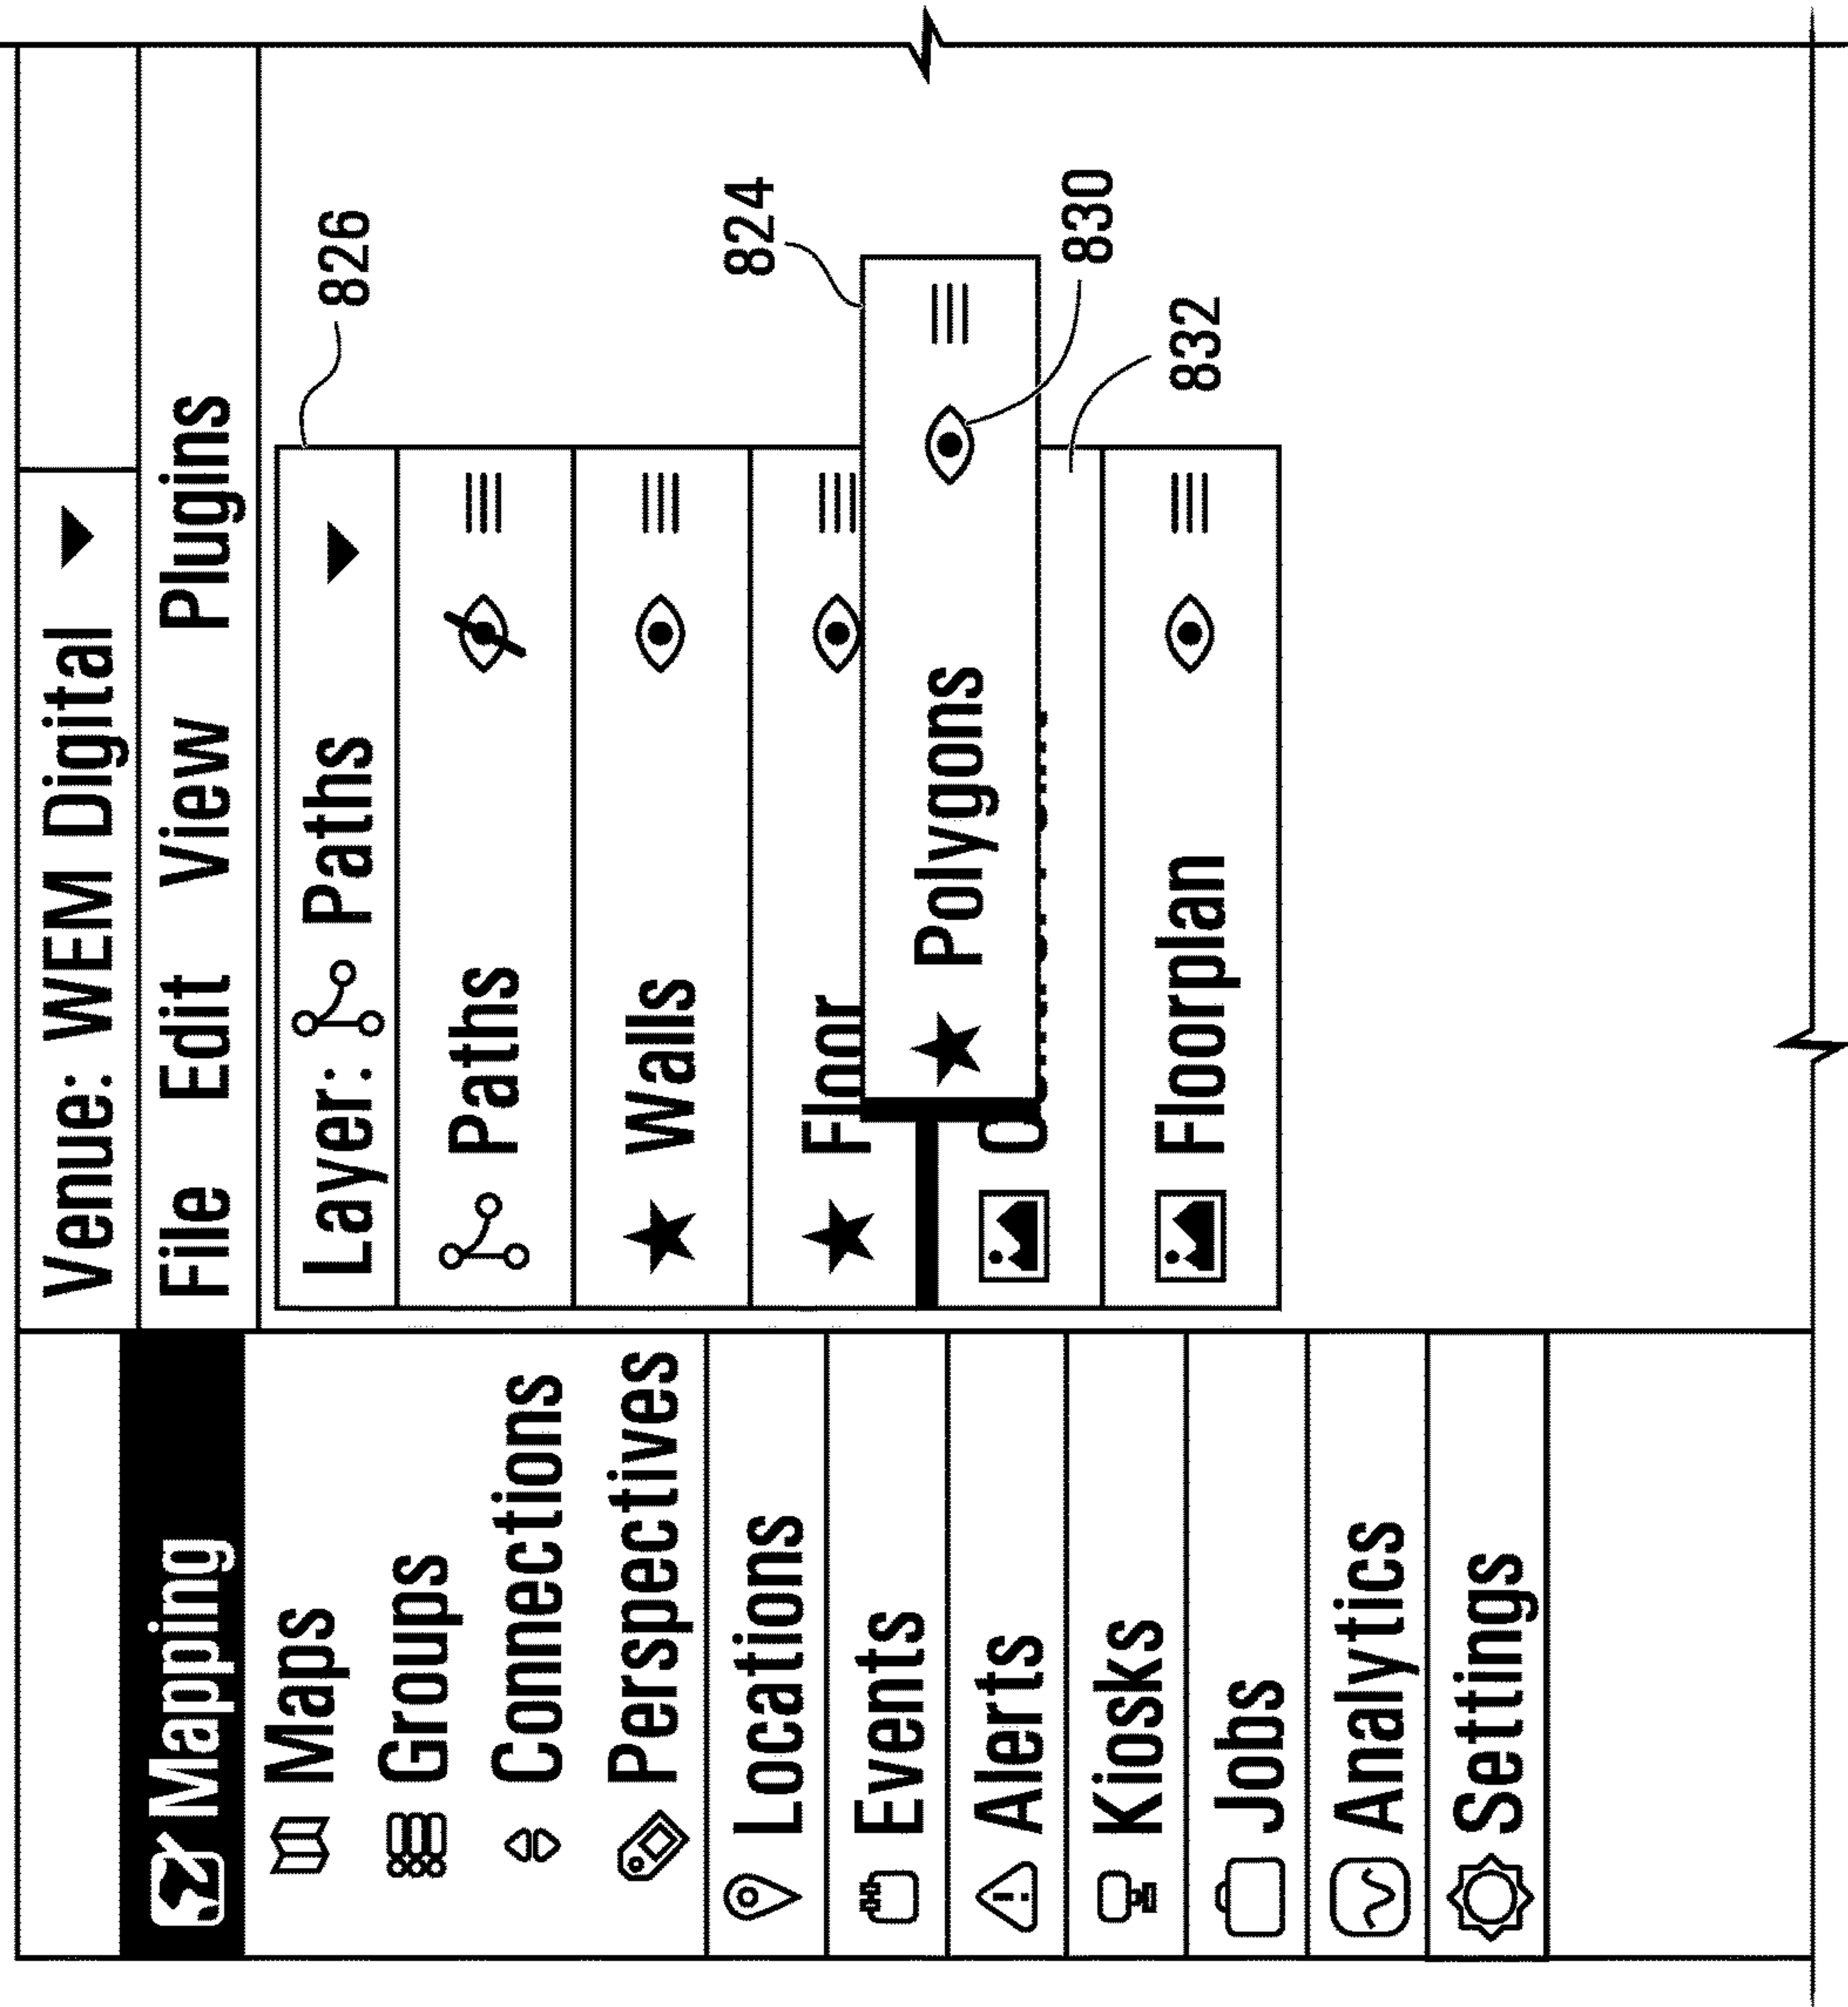 Venue: WEM Digital
File Edit View Plugins
Mapping
Maps
Groups
Connections
Perspectives
Locations
Events
Alerts
Kiosks
Jobs
Analytics
Settings
Layer: Paths
826
Paths
Walls
Floor
824
Polygons
830
832
Floorplan